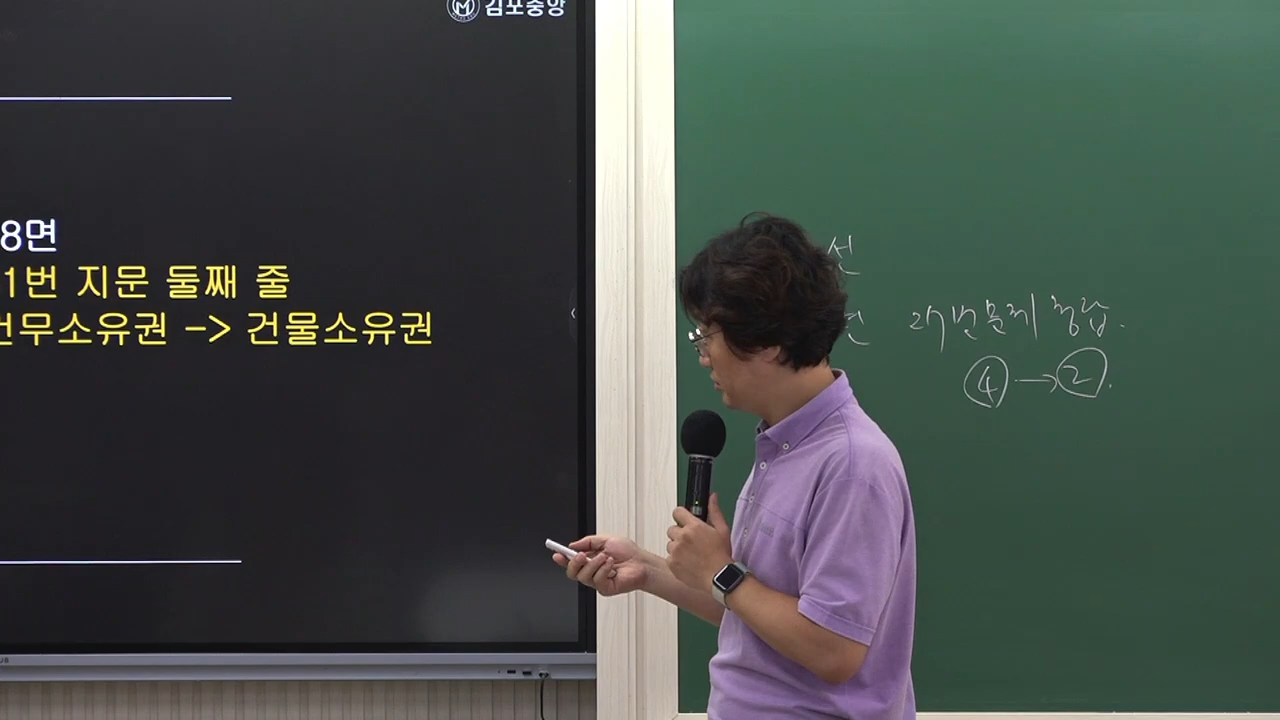 김포중앙
8면
1번 지문 둘째 줄
건무소유권 -> 건물소유권
선
면 27번 문제 정답.
④ → ②.